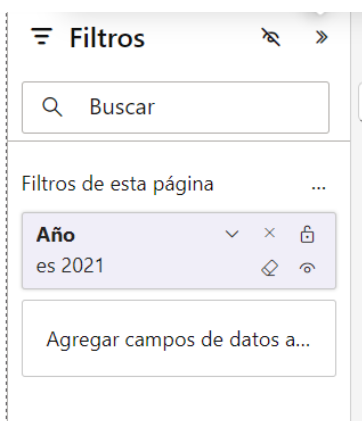 Filtros
Buscar
Filtros de esta página
...
Año
es 2021
Agregar campos de datos a...